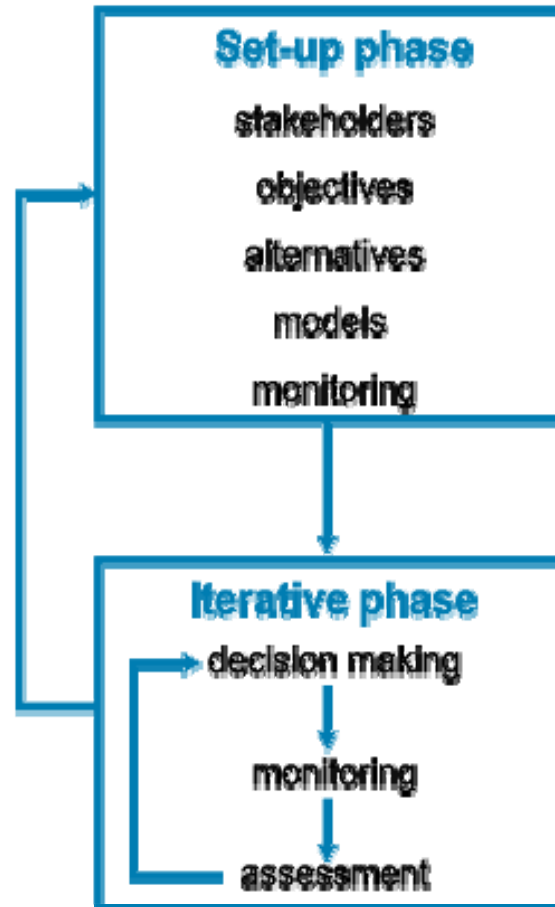 Set-up phase
stakeholders
objectives
alternatives
models
monitoring
Iterative phase
decision making
monitoring
assessment